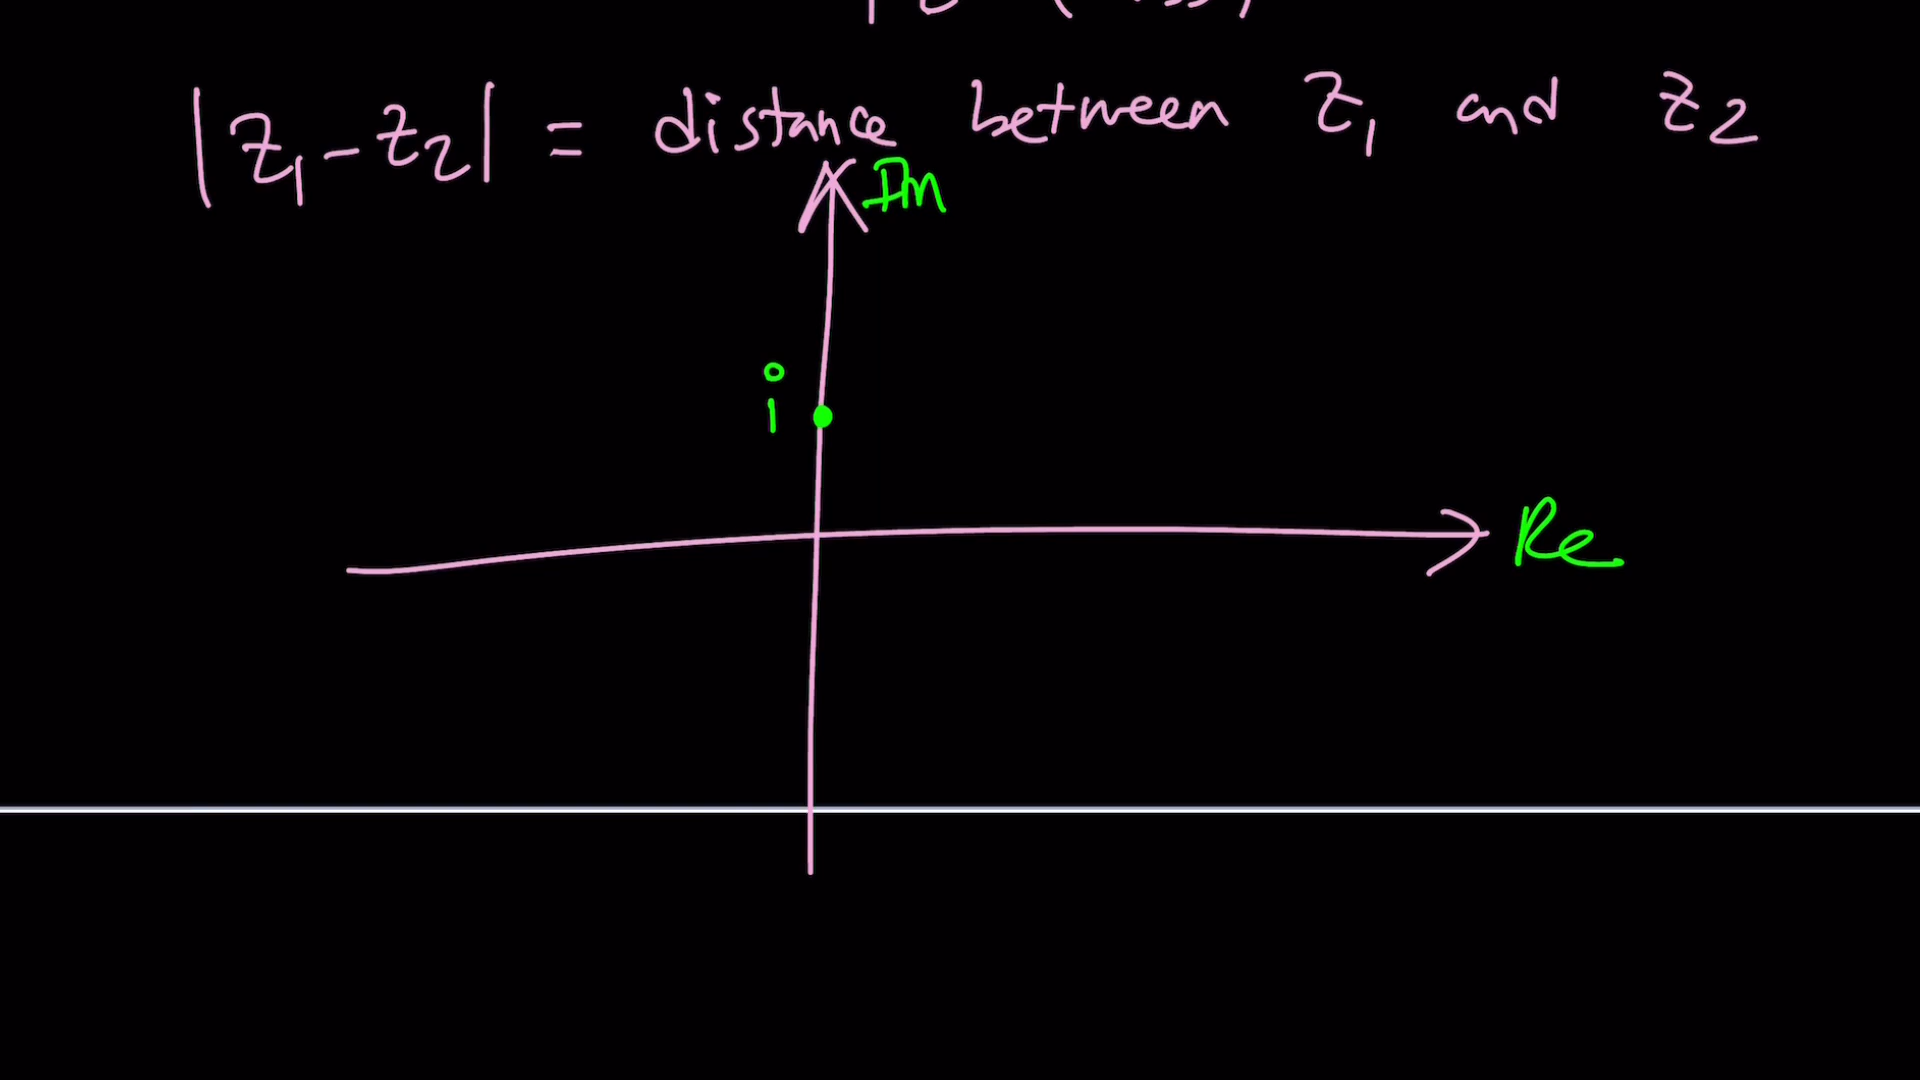 |z₁-z₂| = distance between z₁ and z₂
Im
i
Re